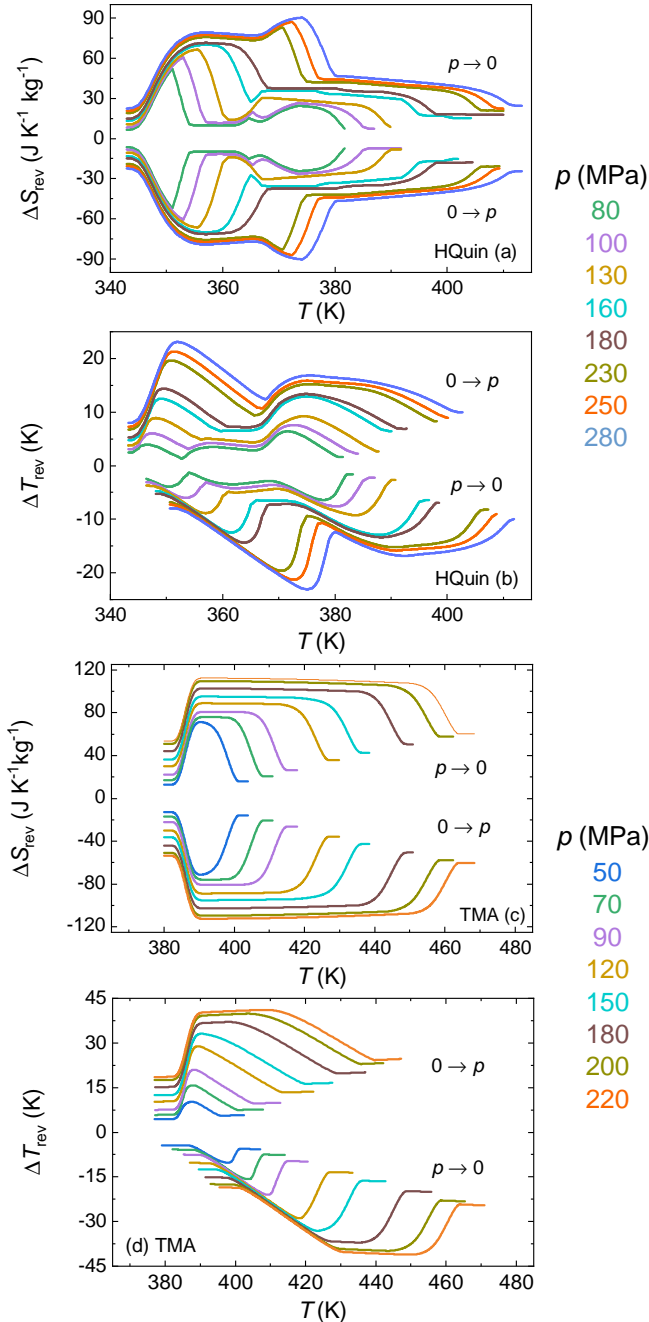 90
60
30
0
-30
-60
-90
ΔS_rev (J K⁻¹ kg⁻¹)
p → 0
0 → p
HQuin (a)
340
360
380
400
T (K)
p (MPa)
80
100
130
160
180
230
250
280
20
10
0
-10
-20
ΔT_rev (K)
0 → p
p → 0
HQuin (b)
340
360
380
400
T (K)
120
80
40
0
-40
-80
-120
ΔS_rev (J K⁻¹kg⁻¹)
p → 0
0 → p
TMA (c)
360
380
400
420
440
460
480
T (K)
p (MPa)
50
70
90
120
150
180
200
220
45
30
15
0
-15
-30
-45
ΔT_rev (K)
0 → p
p → 0
(d) TMA
360
380
400
420
440
460
480
T (K)